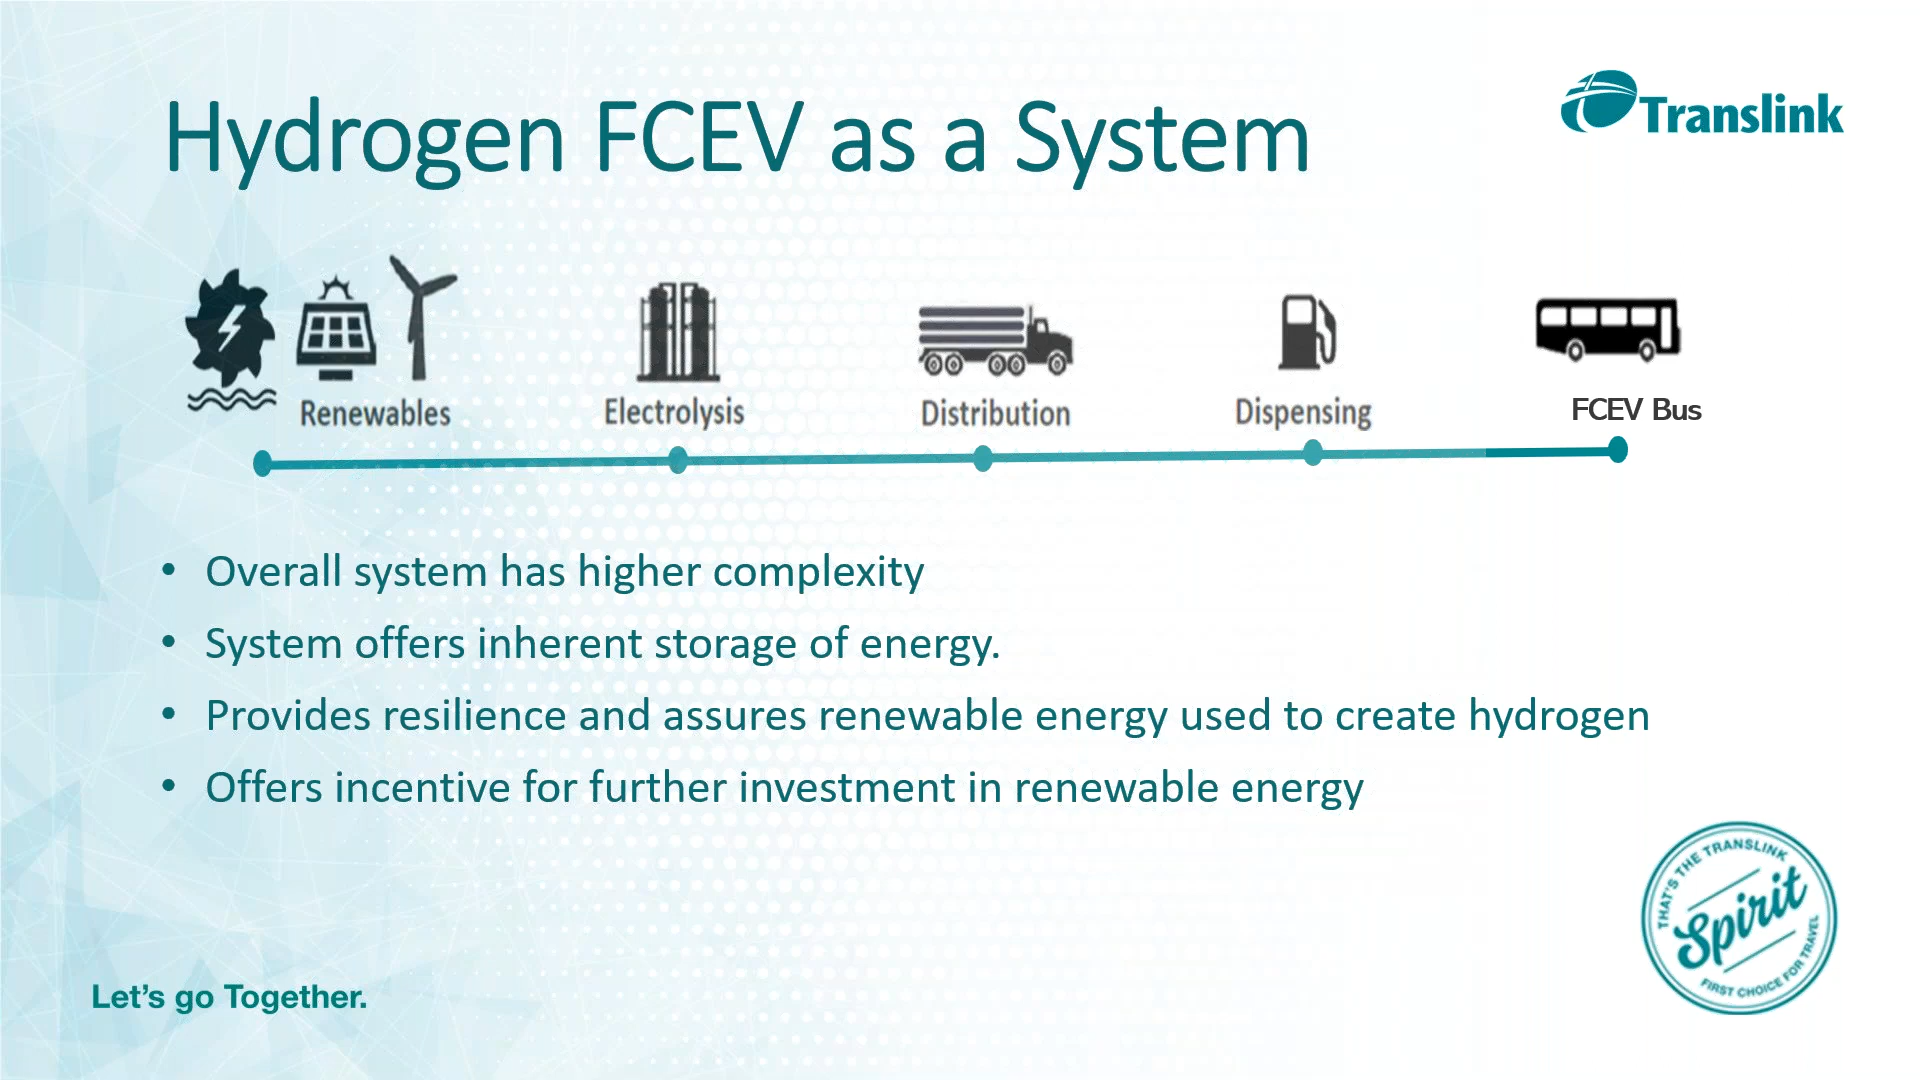 Hydrogen FCEV as a System
Translink
Renewables
Electrolysis
Distribution
Dispensing
FCEV Bus
• Overall system has higher complexity
• System offers inherent storage of energy.
• Provides resilience and assures renewable energy used to create hydrogen
• Offers incentive for further investment in renewable energy
THAT'S THE TRANSLINK
Spirit
FIRST CHOICE FOR TRAVEL
Let's go Together.